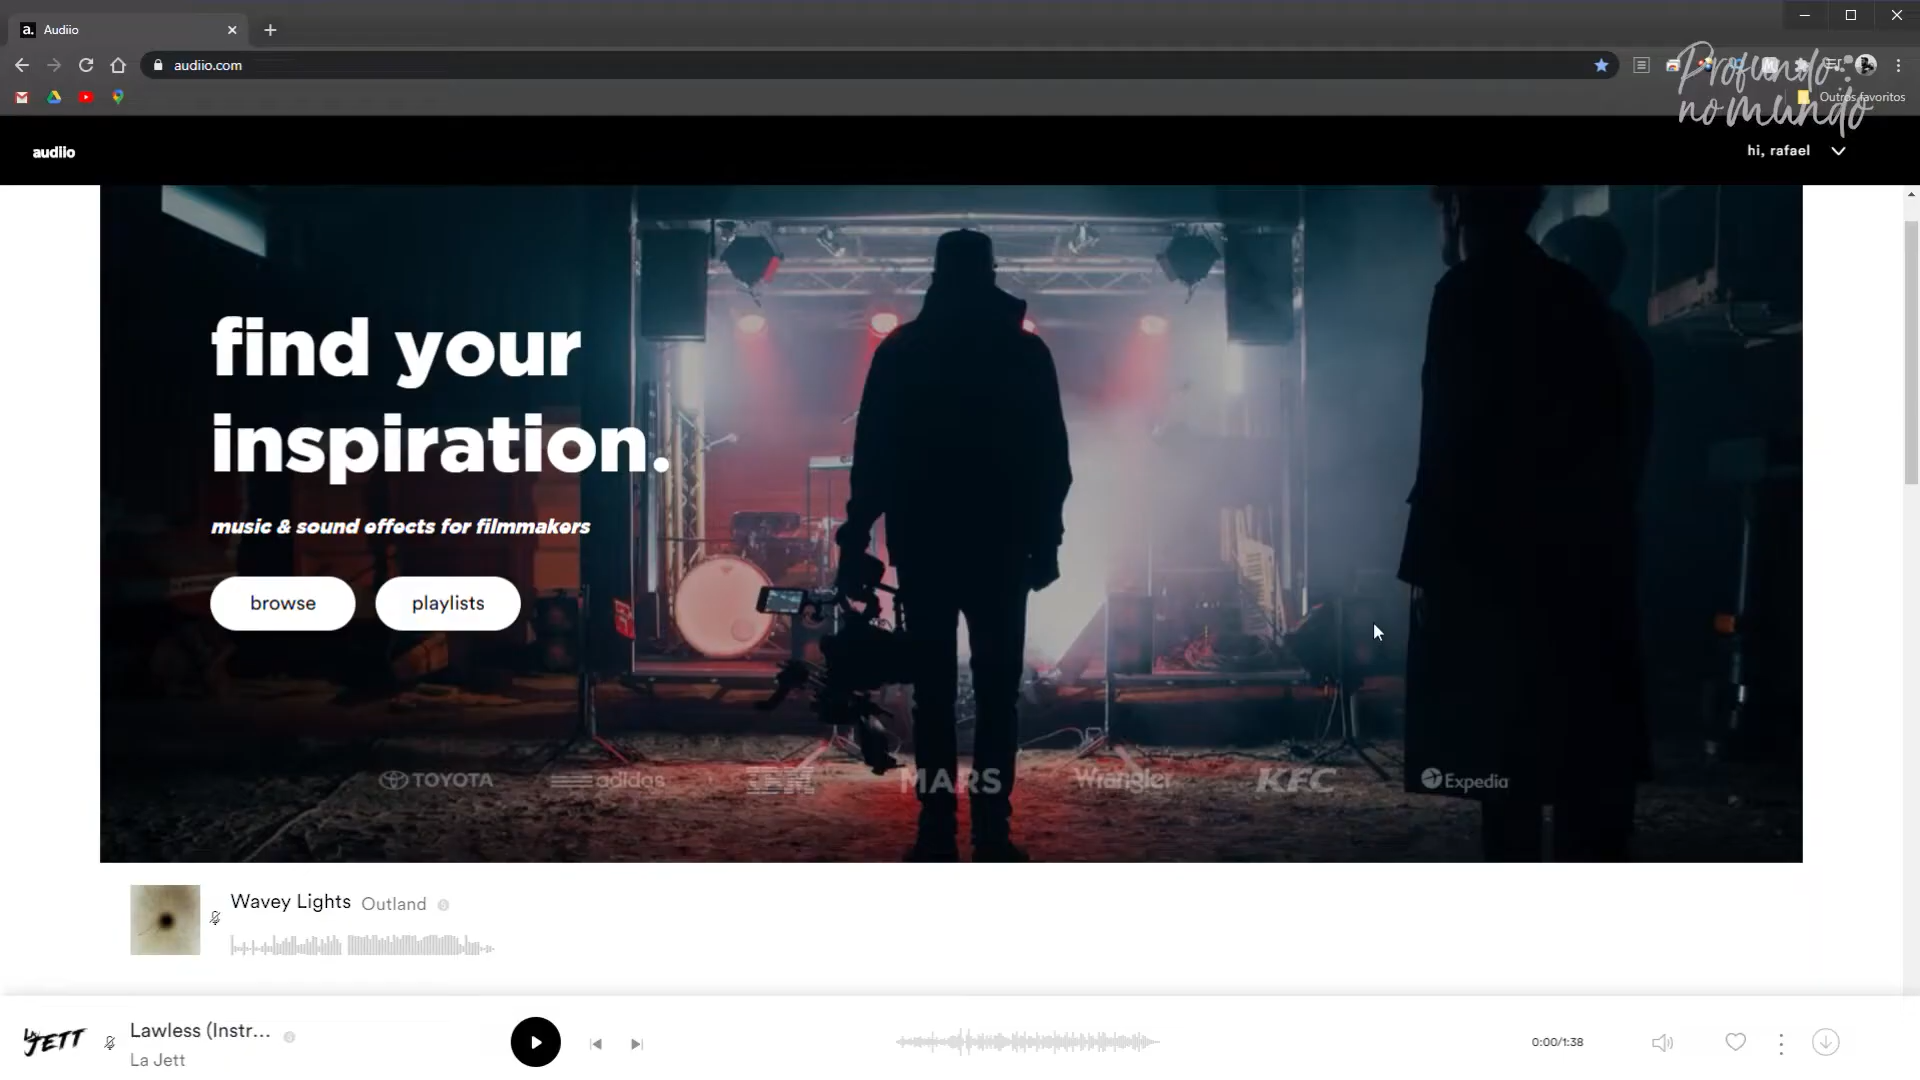 a. Audiio
audiio.com
Profundo
no mundo
Outros favoritos
audiio
hi, rafael
find your
inspiration.
music & sound effects for filmmakers
browse
playlists
TOYOTA
adidas
IBM
MARS
Wrangler
KFC
Expedia
Wavey Lights Outland
La JETT
Lawless (Instr...
La Jett
0:00/1:38